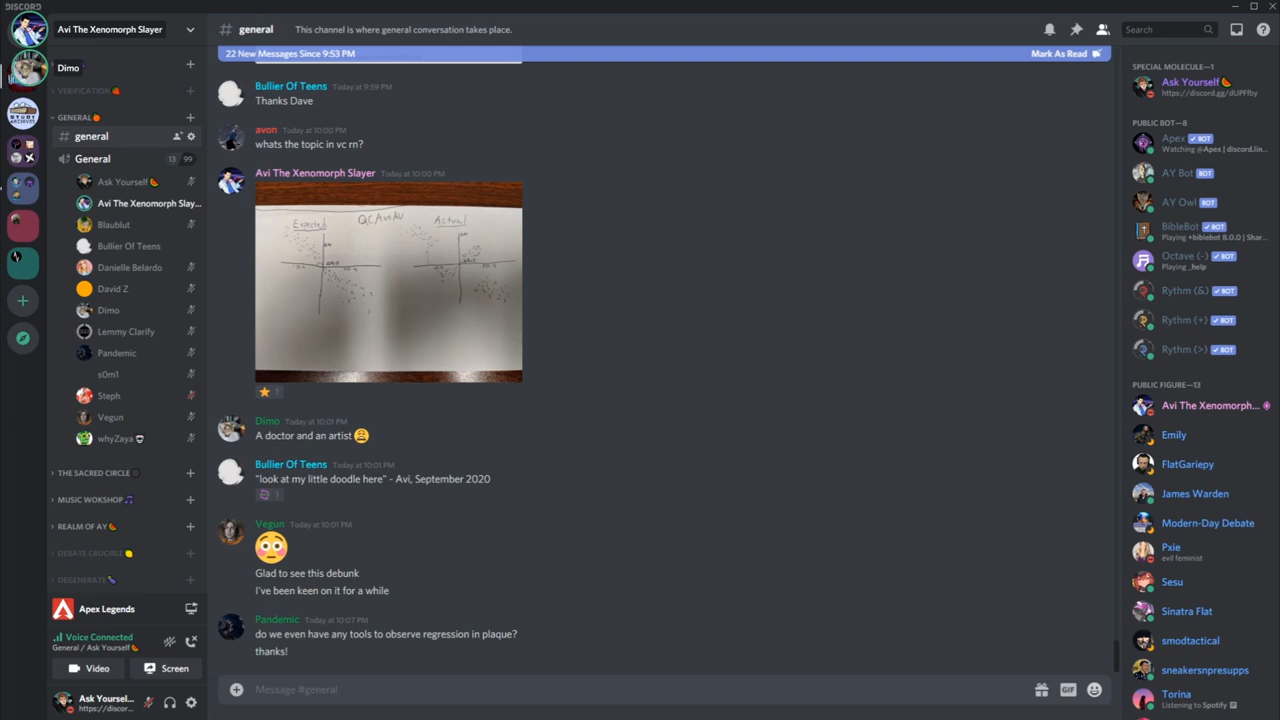 DISCORD
Avi The Xenomorph Slayer
Dimo
VERIFICATION 🍓
GENERAL 🍊
# general
General
13 99
Ask Yourself 🍉
Avi The Xenomorph Slay...
Blaublut
Bullier Of Teens
Danielle Belardo
David Z
Dimo
Lemmy Clarify
Pandemic
s0m1
Steph
Vegun
whyZaya
THE SACRED CIRCLE
MUSIC WOKSHOP 🎵
REALM OF AY 🍉
DEBATE CRUCIBLE 🍋
DEGENERATE 🍆
Apex Legends
Voice Connected
General / Ask Yourself 🍉
Video
Screen
Ask Yoursel...
https://discor...
# general
This channel is where general conversation takes place.
Search
22 New Messages Since 9:53 PM
Mark As Read
Bullier Of Teens Today at 9:59 PM
Thanks Dave
avon Today at 10:00 PM
whats the topic in vc rn?
Avi The Xenomorph Slayer Today at 10:00 PM
Expected
Actual
⭐ 1
Dimo Today at 10:01 PM
A doctor and an artist 😩
Bullier Of Teens Today at 10:01 PM
"look at my little doodle here" - Avi, September 2020
1
Vegun Today at 10:01 PM
😳
Glad to see this debunk
I've been keen on it for a while
Pandemic Today at 10:07 PM
do we even have any tools to observe regression in plaque?
thanks!
Message #general
GIF
SPECIAL MOLECULE—1
Ask Yourself 🍉
https://discord.gg/dUPFfby
PUBLIC BOT—8
Apex ✓ BOT
Watching @Apex | discord.lin...
AY Bot BOT
AY Owl BOT
BibleBot ✓ BOT
Playing +biblebot 8.0.0 | Shar...
Octave (-) ✓ BOT
Playing _help
Rythm (&) ✓ BOT
Rythm (+) ✓ BOT
Rythm (>) ✓ BOT
PUBLIC FIGURE—13
Avi The Xenomorph...
Emily
FlatGariepy
James Warden
Modern-Day Debate
Pxie
evil feminist
Sesu
Sinatra Flat
smodtactical
sneakersnpresupps
Torina
Listening to Spotify